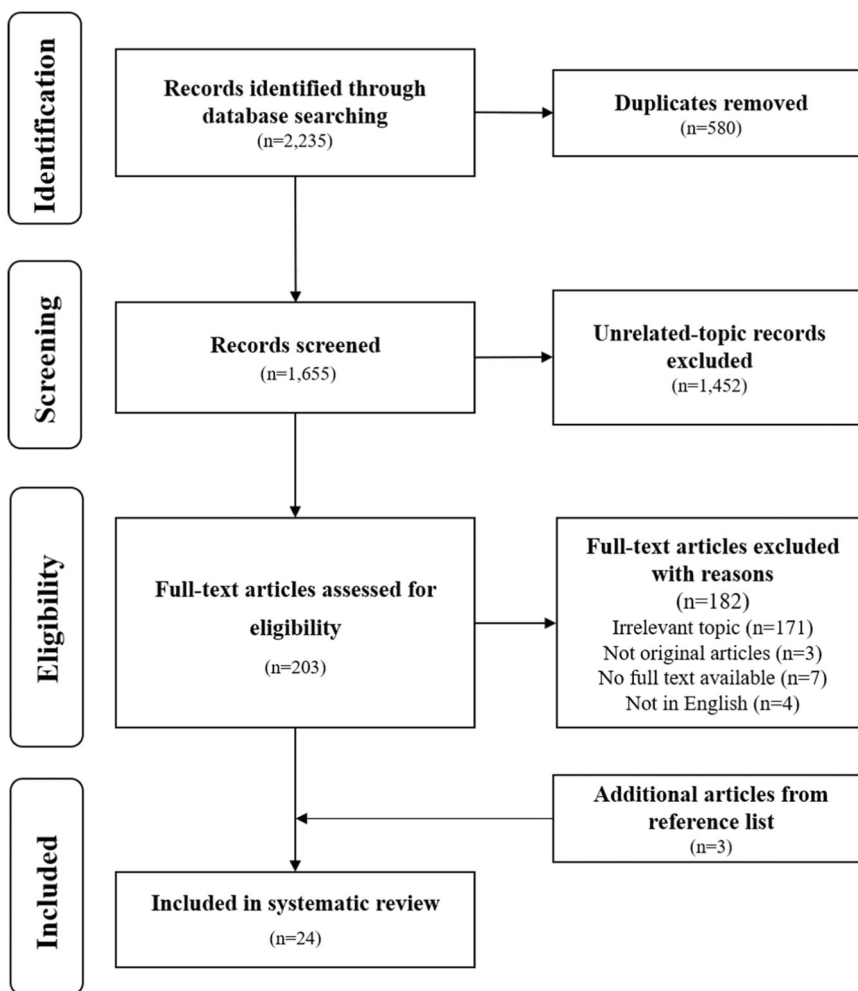 Identification
Records identified through
database searching
(n=2,235)
Duplicates removed
(n=580)
Screening
Records screened
(n=1,655)
Unrelated-topic records
excluded
(n=1,452)
Eligibility
Full-text articles assessed for
eligibility
(n=203)
Full-text articles excluded
with reasons
(n=182)
Irrelevant topic (n=171)
Not original articles (n=3)
No full text available (n=7)
Not in English (n=4)
Included
Additional articles from
reference list
(n=3)
Included in systematic review
(n=24)